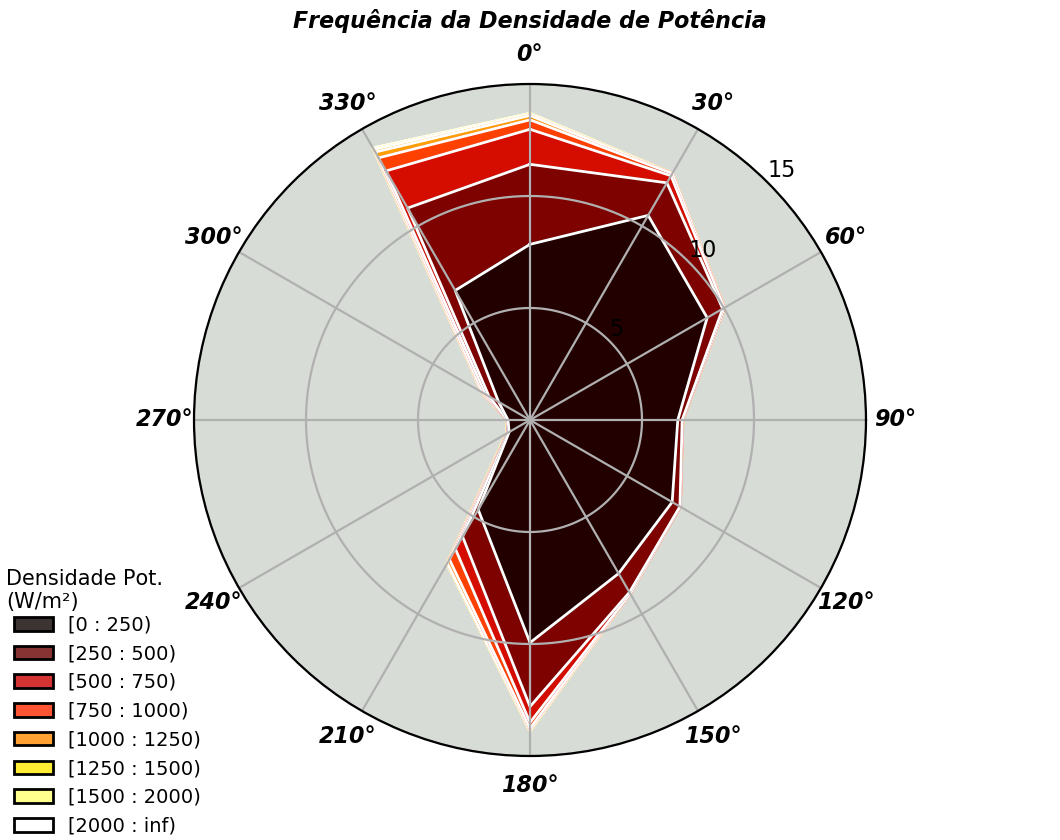 Frequência da Densidade de Potência
0°
330°
30°
15
300°
60°
10
5
270°
90°
Densidade Pot.
(W/m²)
240°
120°
[0 : 250)
[250 : 500)
[500 : 750)
[750 : 1000)
210°
150°
[1000 : 1250)
[1250 : 1500)
180°
[1500 : 2000)
[2000 : inf)